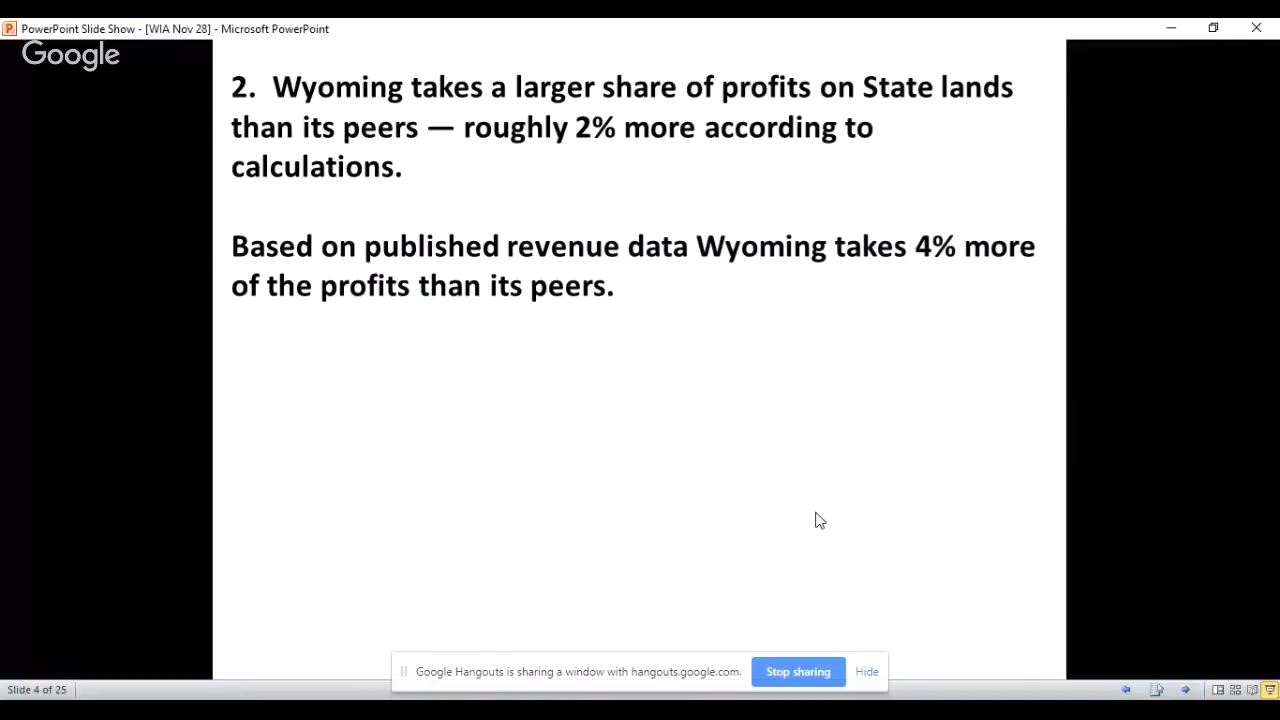 PowerPoint Slide Show - [WIA Nov 28] - Microsoft PowerPoint
Google
2. Wyoming takes a larger share of profits on State lands
than its peers — roughly 2% more according to
calculations.
Based on published revenue data Wyoming takes 4% more
of the profits than its peers.
Google Hangouts is sharing a window with hangouts.google.com.
Stop sharing
Hide
Slide 4 of 25